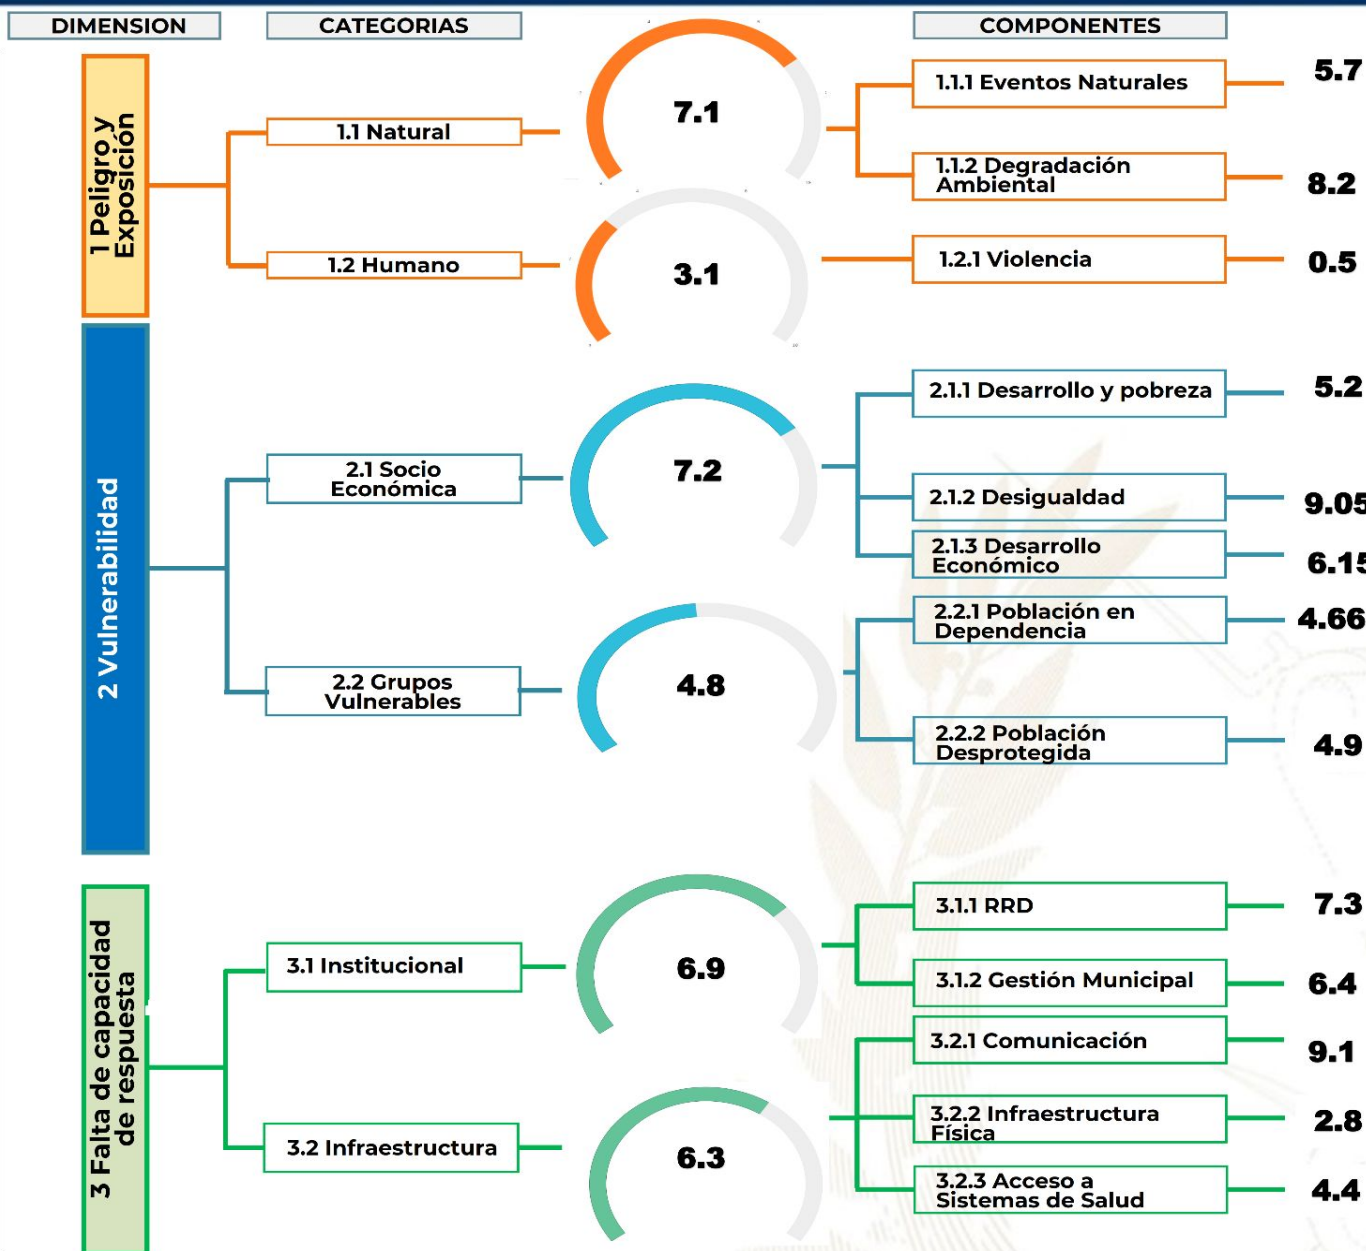 DIMENSION
CATEGORIAS
COMPONENTES
1 Peligro y
Exposición
1.1 Natural
7.1
1.1.1 Eventos Naturales
5.7
1.1.2 Degradación
Ambiental
8.2
1.2 Humano
3.1
1.2.1 Violencia
0.5
2 Vulnerabilidad
2.1 Socio
Económica
7.2
2.1.1 Desarrollo y pobreza
5.2
2.1.2 Desigualdad
9.05
2.1.3 Desarrollo
Económico
6.15
2.2 Grupos
Vulnerables
4.8
2.2.1 Población en
Dependencia
4.66
2.2.2 Población
Desprotegida
4.9
3 Falta de capacidad
de respuesta
3.1 Institucional
6.9
3.1.1 RRD
7.3
3.1.2 Gestión Municipal
6.4
3.2 Infraestructura
6.3
3.2.1 Comunicación
9.1
3.2.2 Infraestructura
Física
2.8
3.2.3 Acceso a
Sistemas de Salud
4.4